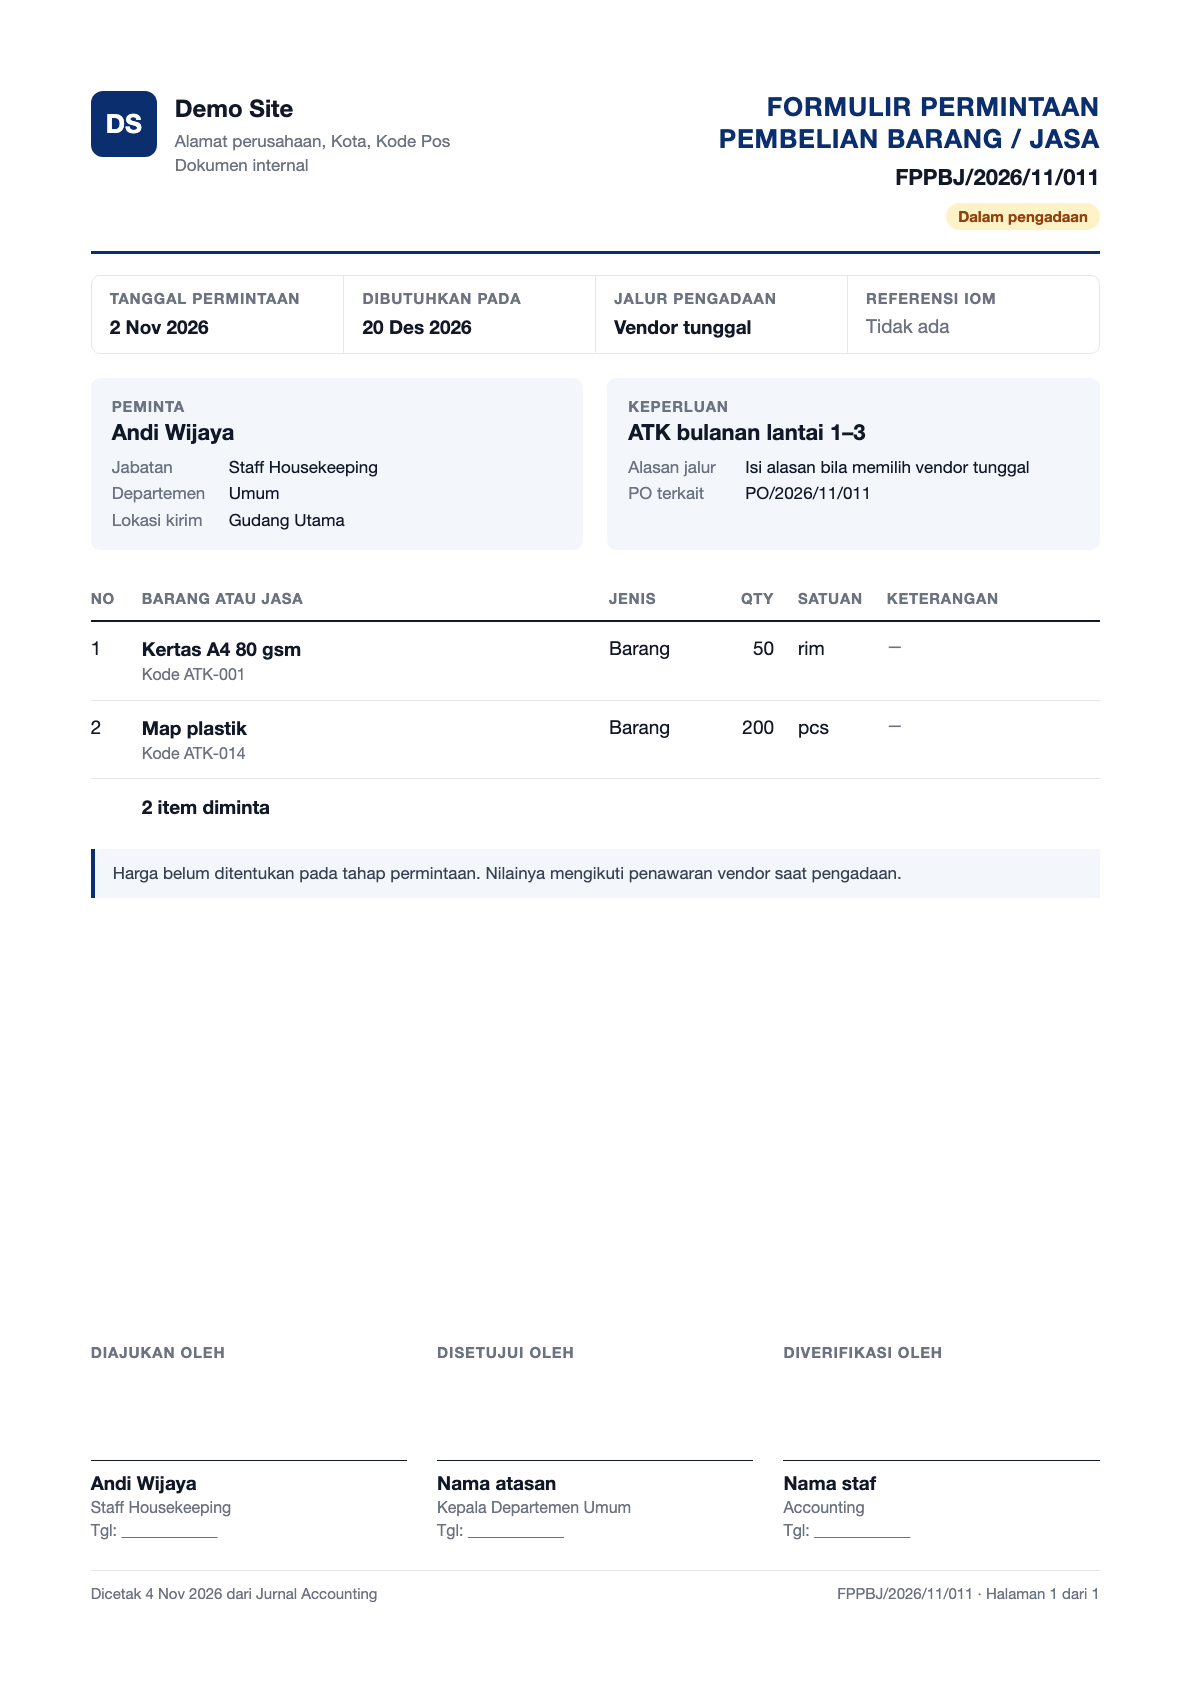 DS
Demo Site
Alamat perusahaan, Kota, Kode Pos
Dokumen internal
FORMULIR PERMINTAAN
PEMBELIAN BARANG / JASA
FPPBJ/2026/11/011
Dalam pengadaan
TANGGAL PERMINTAAN DIBUTUHKAN PADA JALUR PENGADAAN REFERENSI IOM
2 Nov 2026 20 Des 2026 Vendor tunggal Tidak ada
PEMINTA
Andi Wijaya
Jabatan Staff Housekeeping
Departemen Umum
Lokasi kirim Gudang Utama
KEPERLUAN
ATK bulanan lantai 1–3
Alasan jalur Isi alasan bila memilih vendor tunggal
PO terkait PO/2026/11/011
NO BARANG ATAU JASA JENIS QTY SATUAN KETERANGAN
1 Kertas A4 80 gsm Barang 50 rim —
Kode ATK-001
2 Map plastik Barang 200 pcs —
Kode ATK-014
2 item diminta
Harga belum ditentukan pada tahap permintaan. Nilainya mengikuti penawaran vendor saat pengadaan.
DIAJUKAN OLEH DISETUJUI OLEH DIVERIFIKASI OLEH
Andi Wijaya Nama atasan Nama staf
Staff Housekeeping Kepala Departemen Umum Accounting
Tgl: ____________ Tgl: ____________ Tgl: ____________
Dicetak 4 Nov 2026 dari Jurnal Accounting FPPBJ/2026/11/011 · Halaman 1 dari 1